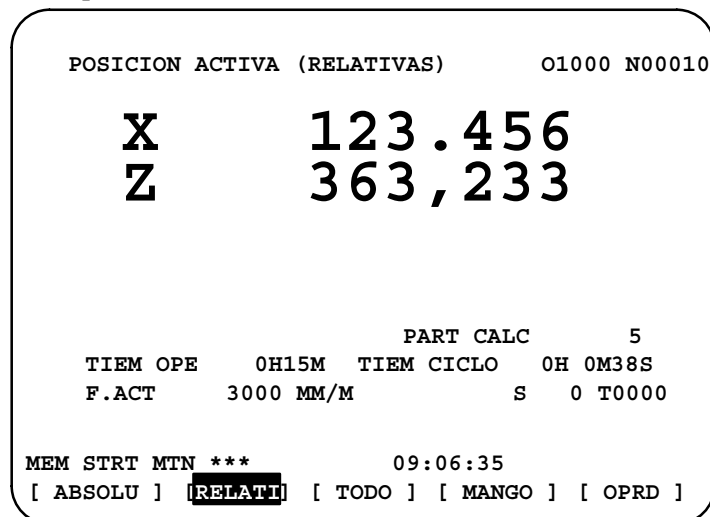 POSICION ACTIVA (RELATIVAS) O1000 N00010
X 123.456
Z 363,233
PART CALC 5
TIEM OPE 0H15M TIEM CICLO 0H 0M38S
F.ACT 3000 MM/M S 0 T0000
MEM STRT MTN *** 09:06:35
[ ABSOLU ] [RELATI] [ TODO ] [ MANGO ] [ OPRD ]